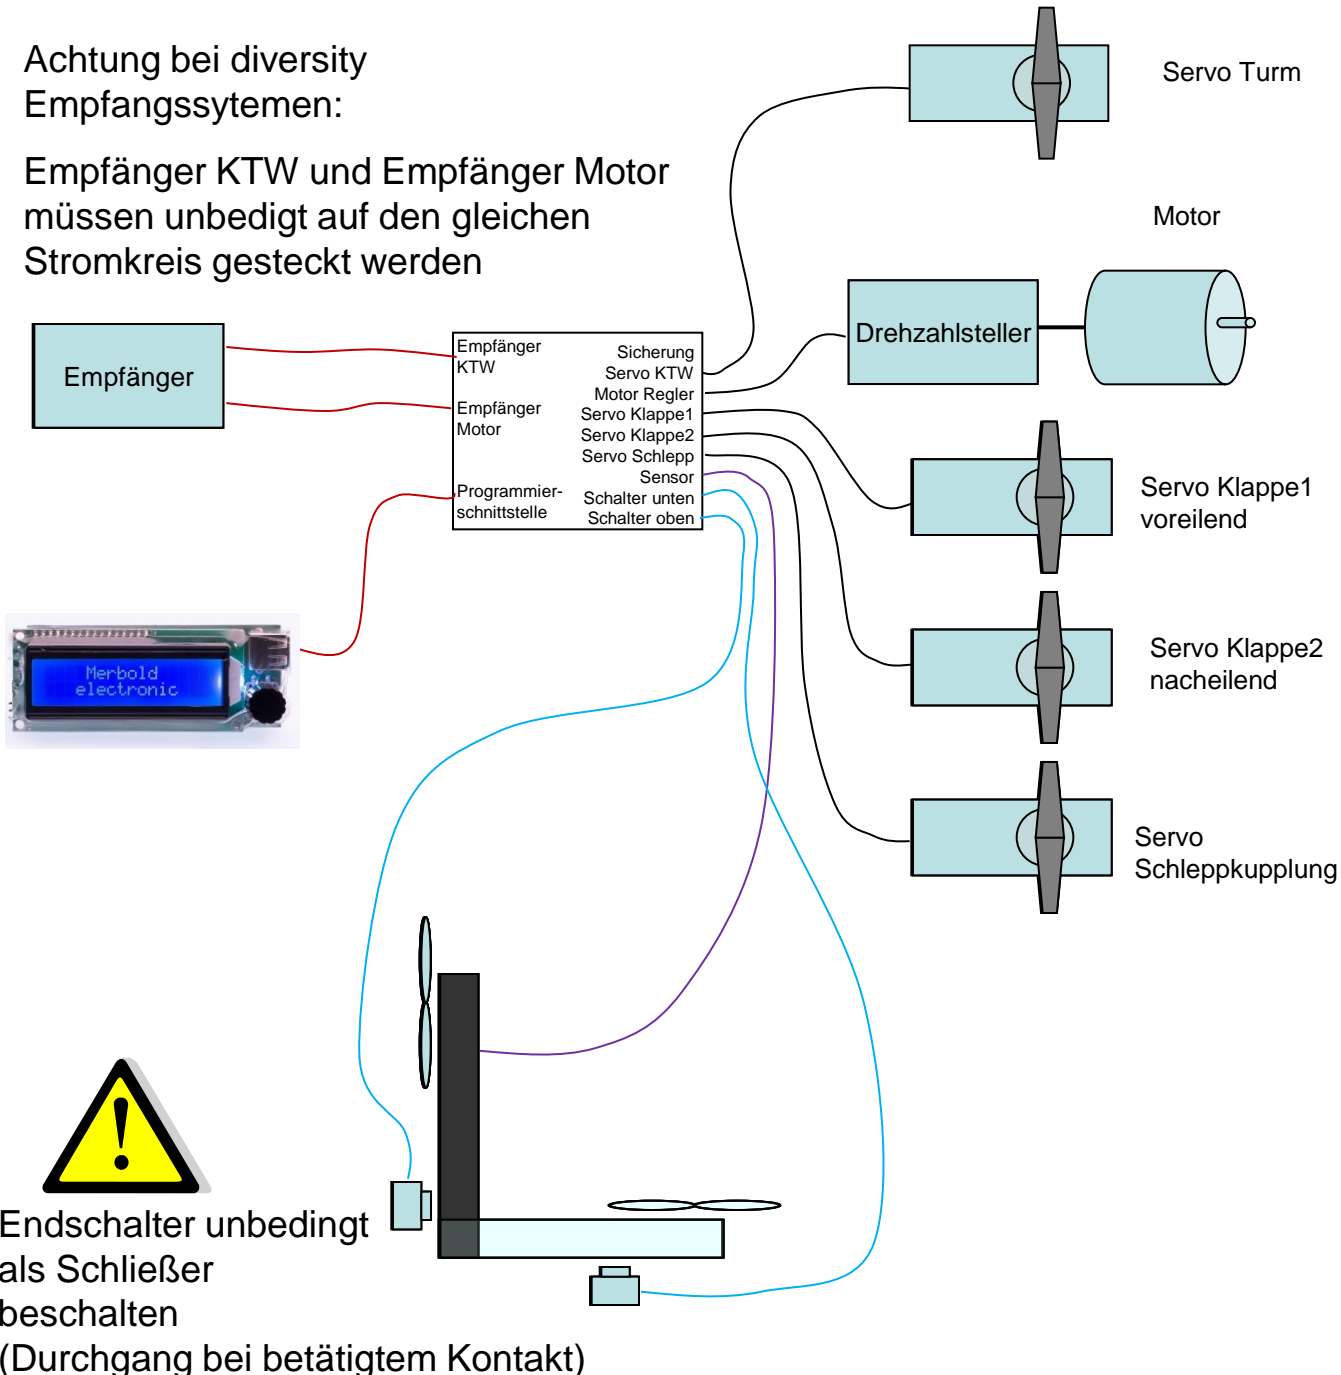 Achtung bei diversity
Empfangssytemen:
Empfänger KTW und Empfänger Motor
müssen unbedigt auf den gleichen
Stromkreis gesteckt werden
Servo Turm
Motor
Empfänger
Drehzahlsteller
Empfänger
KTW
Empfänger
Motor
Programmier-
schnittstelle
Sicherung
Servo KTW
Motor Regler
Servo Klappe1
Servo Klappe2
Servo Schlepp
Sensor
Schalter unten
Schalter oben
Servo Klappe1
voreilend
Servo Klappe2
nacheilend
Servo
Schleppkupplung
Merbold
electronic
!
Endschalter unbedingt
als Schließer
beschalten
(Durchgang bei betätigtem Kontakt)